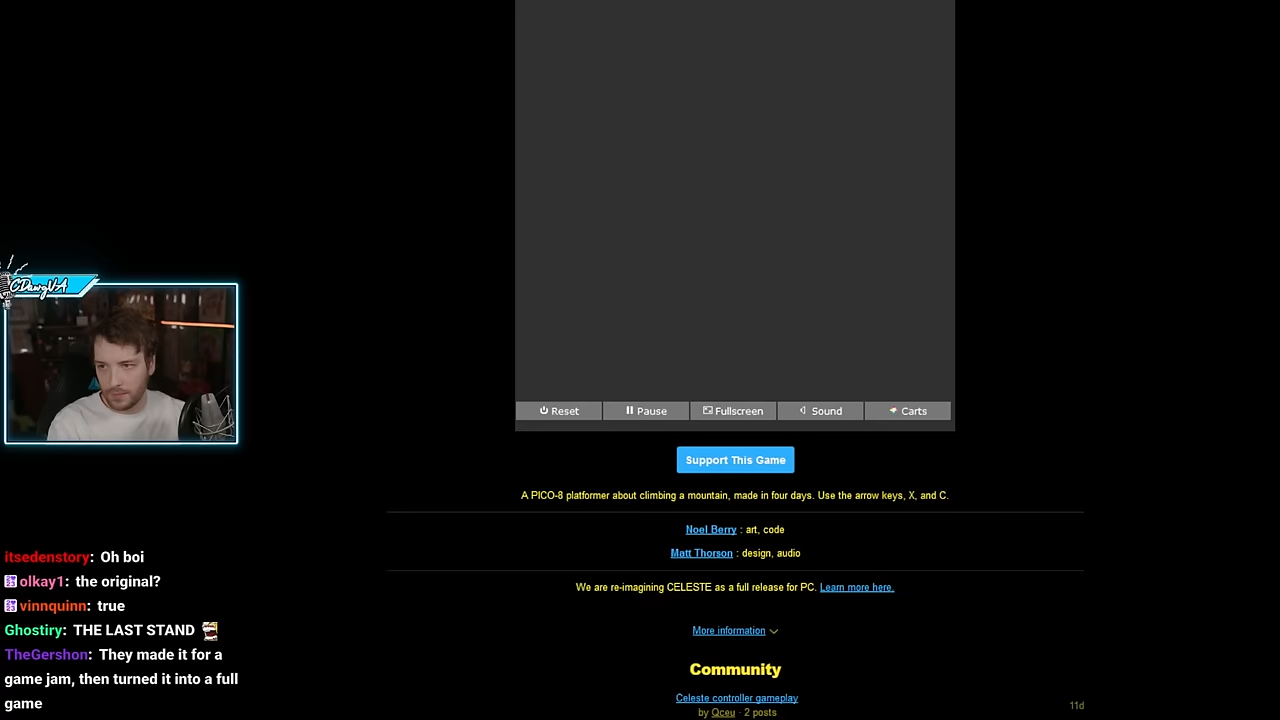 CDawgVA
Reset
Pause
Fullscreen
Sound
Carts
Support This Game
A PICO-8 platformer about climbing a mountain, made in four days. Use the arrow keys, X, and C.
Noel Berry : art, code
Matt Thorson : design, audio
We are re-imagining CELESTE as a full release for PC. Learn more here.
More information
Community
Celeste controller gameplay
by Qceu · 2 posts
11d
itsedenstory: Oh boi
olkay1: the original?
vinnquinn: true
Ghostiry: THE LAST STAND
TheGershon: They made it for a
game jam, then turned it into a full
game